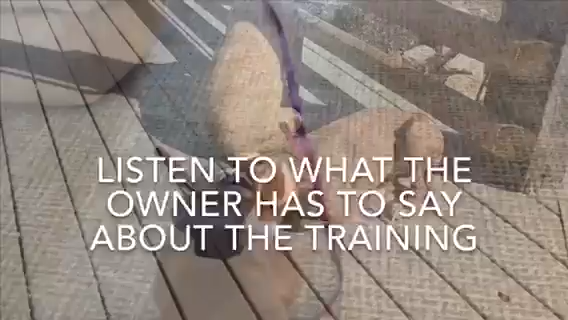 LISTEN TO WHAT THE
OWNER HAS TO SAY
ABOUT THE TRAINING